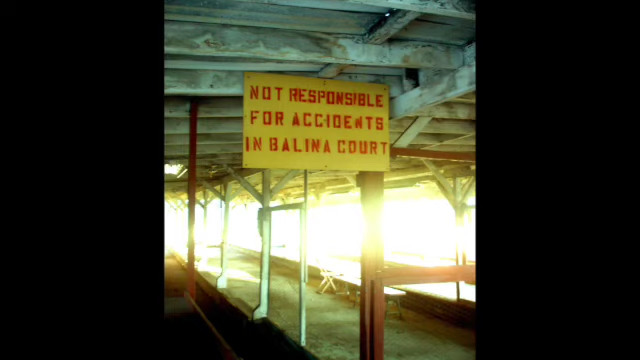 NOT RESPONSIBLE
FOR ACCIDENTS
IN BALINA COURT